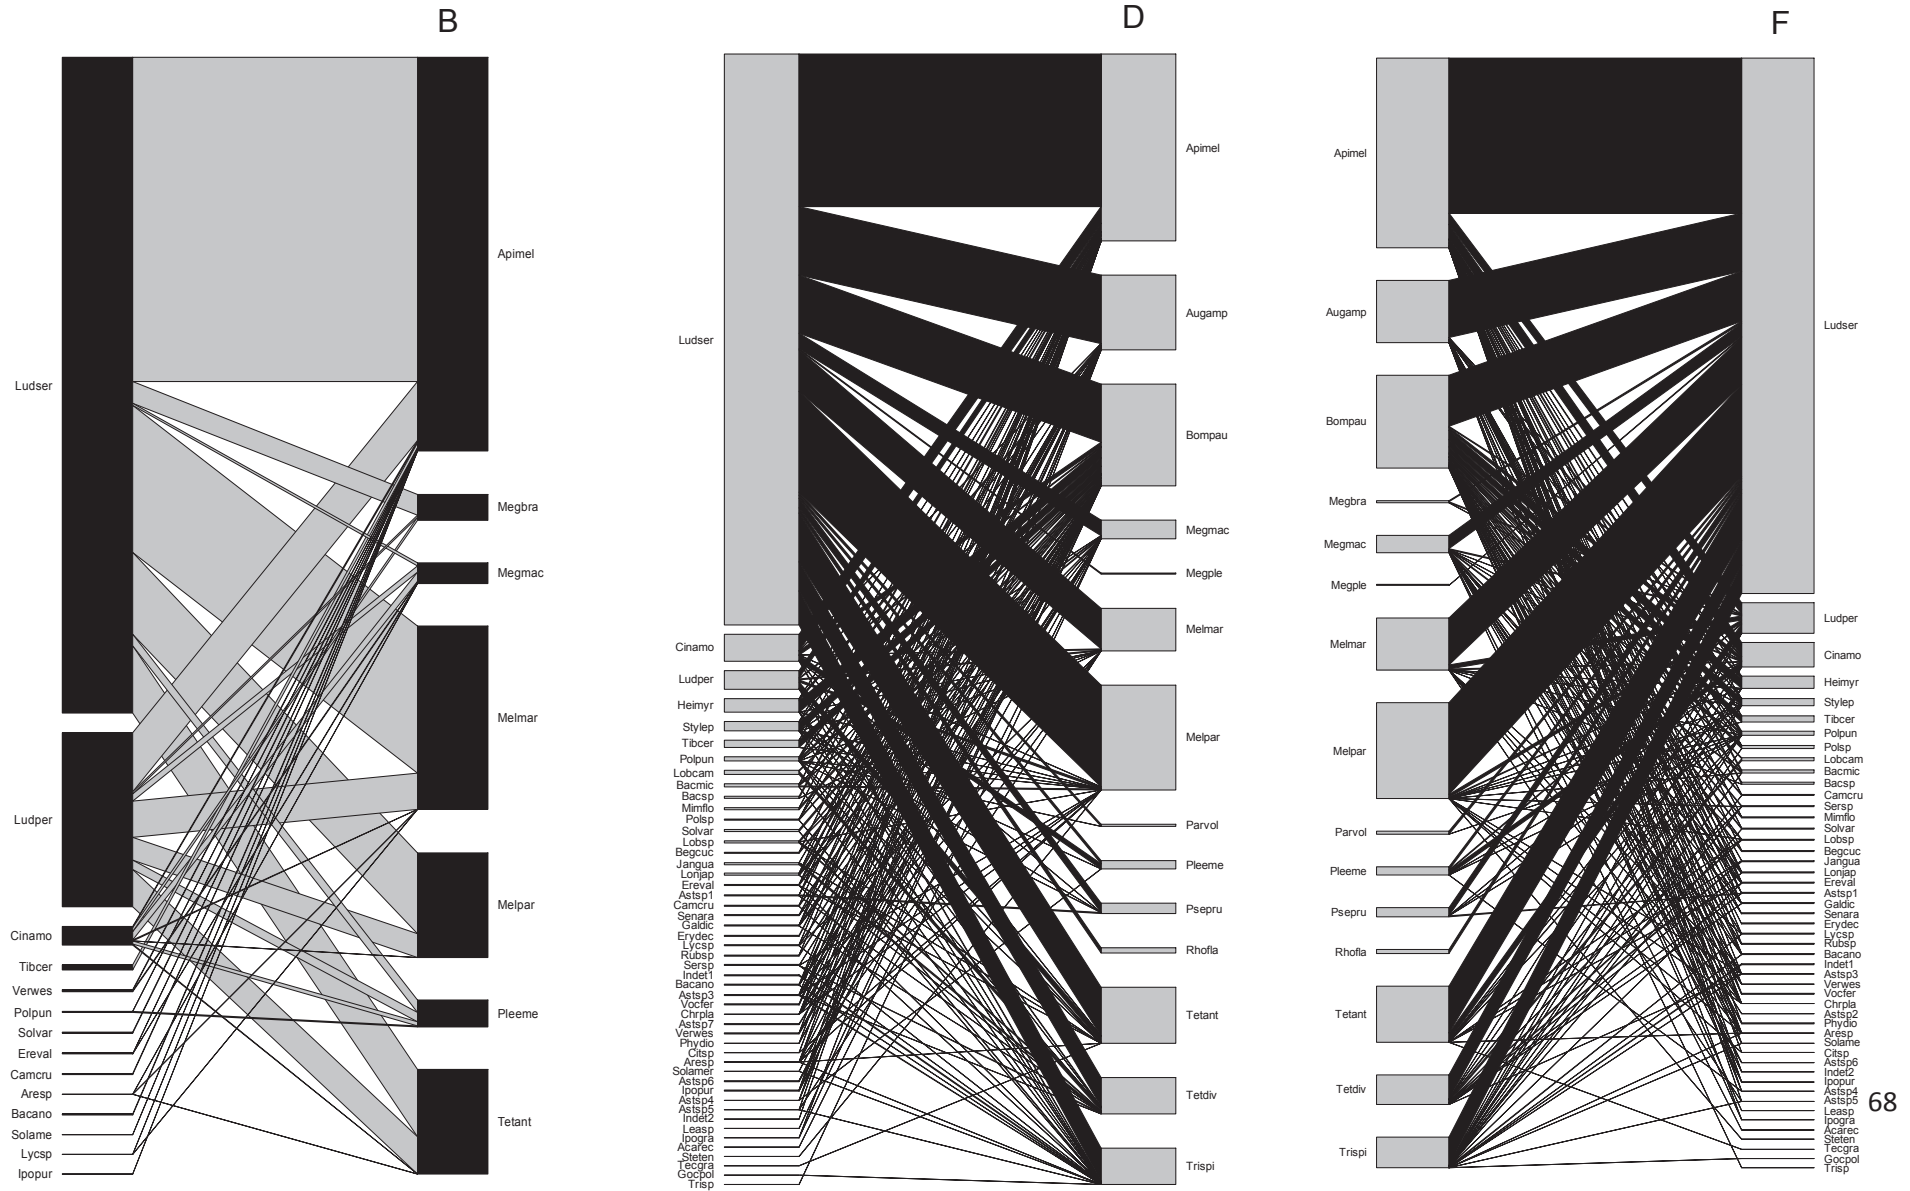 B
Ludser
Ludper
Cinamo
Tibcer
Verwes
Polpun
Solvar
Ereval
Camcru
Aresp
Bacano
Solame
Lycsp
Ipopur
Apimel
Megbra
Megmac
Melmar
Melpar
Pleeme
Tetant
D
Ludser
Cinamo
Ludper
Heimyr
Stylep
Tibcer
Polpun
Lobcam
Bacmic
Bacsp
Mimflo
Polsp
Solvar
Lobsp
Begcuc
Jangua
Lonjap
Ereval
Astsp1
Camcru
Senara
Galdic
Erydec
Lycsp
Rubsp
Sersp
Indet1
Bacano
Astsp3
Vocfer
Chrpla
Astsp7
Verwes
Phydio
Citsp
Aresp
Solamer
Astsp6
Ipopur
Astsp4
Astsp5
Indet2
Leasp
Ipogra
Acarec
Steten
Tecgra
Gocpol
Trisp
Apimel
Augamp
Bompau
Megmac
Megple
Melmar
Melpar
Parvol
Pleeme
Psepru
Rhofla
Tetant
Tetdiv
Trispi
F
Apimel
Augamp
Bompau
Megbra
Megmac
Megple
Melmar
Melpar
Parvol
Pleeme
Psepru
Rhofla
Tetant
Tetdiv
Trispi
Ludser
Ludper
Cinamo
Heimyr
Stylep
Tibcer
Polpun
Polsp
Lobcam
Bacmic
Bacsp
Camcru
Sersp
Mimflo
Solvar
Lobsp
Begcuc
Jangua
Lonjap
Ereval
Astsp1
Galdic
Senara
Erydec
Lycsp
Rubsp
Bacano
Indet1
Astsp3
Verwes
Vocfer
Chrpla
Astsp2
Phydio
Aresp
Solame
Citsp
Astsp6
Indet2
Ipopur
Astsp4
Astsp5
Leasp
Ipogra
Acarec
Steten
Tecgra
Gocpol
Trisp
68